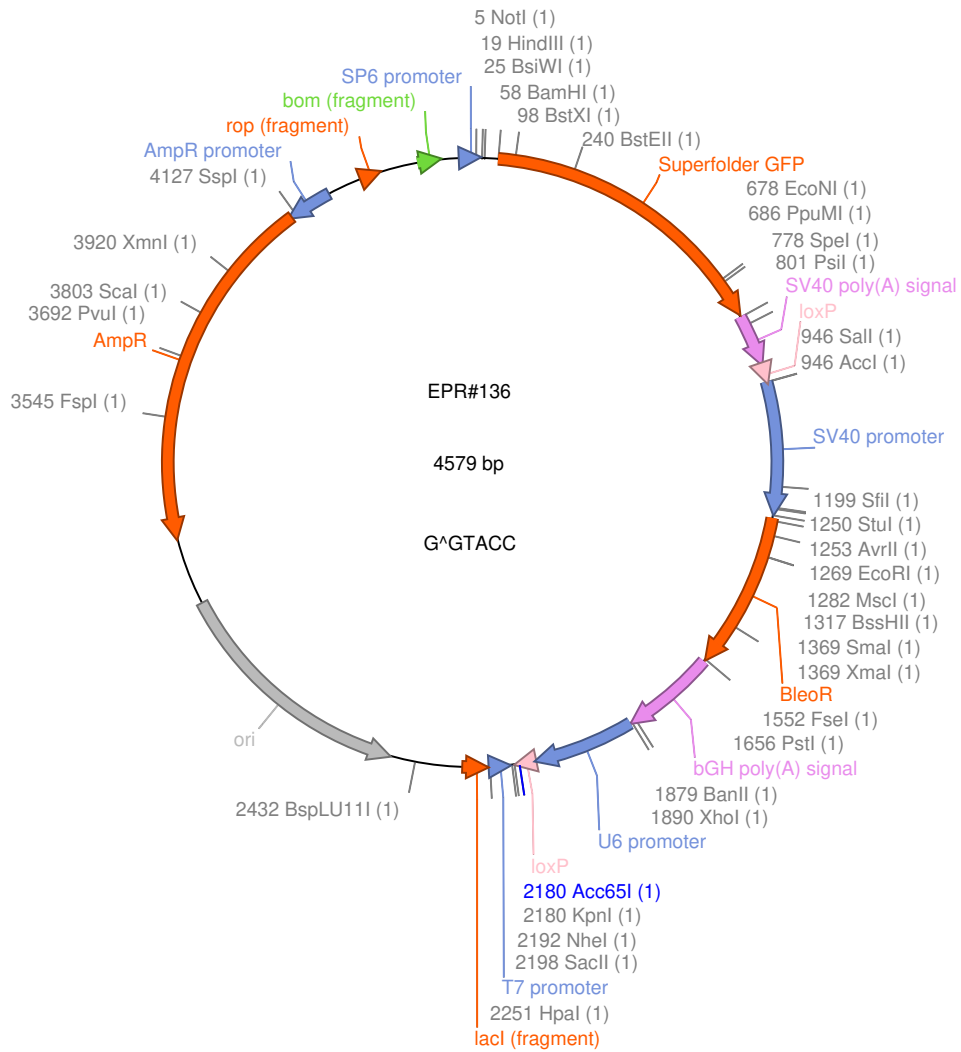 5 NotI (1)
19 HindIII (1)
25 BsiWI (1)
SP6 promoter
58 BamHI (1)
bom (fragment)
98 BstXI (1)
rop (fragment)
240 BstEII (1)
AmpR promoter
Superfolder GFP
4127 SspI (1)
678 EcoNI (1)
686 PpuMI (1)
3920 XmnI (1)
778 SpeI (1)
801 PsiI (1)
SV40 poly(A) signal
3803 ScaI (1)
loxP
3692 PvuI (1)
946 SalI (1)
AmpR
946 AccI (1)
EPR#136
3545 FspI (1)
SV40 promoter
4579 bp
1199 SfiI (1)
1250 StuI (1)
G^GTACC
1253 AvrII (1)
1269 EcoRI (1)
1282 MscI (1)
1317 BssHII (1)
1369 SmaI (1)
1369 XmaI (1)
BleoR
1552 FseI (1)
ori
1656 PstI (1)
bGH poly(A) signal
1879 BanII (1)
2432 BspLU11I (1)
1890 XhoI (1)
U6 promoter
loxP
2180 Acc65I (1)
2180 KpnI (1)
2192 NheI (1)
2198 SacII (1)
T7 promoter
2251 HpaI (1)
lacI (fragment)